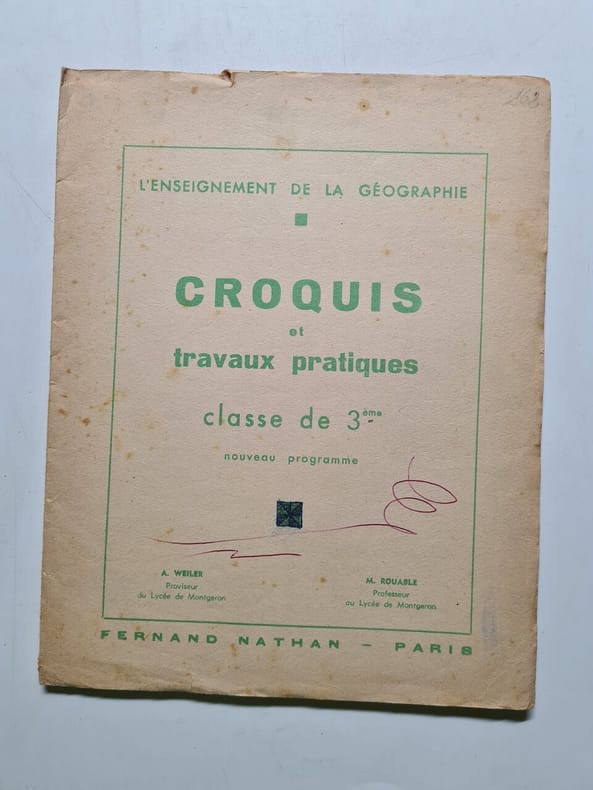 262
L'ENSEIGNEMENT DE LA GÉOGRAPHIE
CROQUIS
et
travaux pratiques
classe de 3ème
nouveau programme
A. WEILER
Proviseur
du Lycée de Montgeron
M. ROUABLE
Professeur
au Lycée de Montgeron
FERNAND NATHAN – PARIS